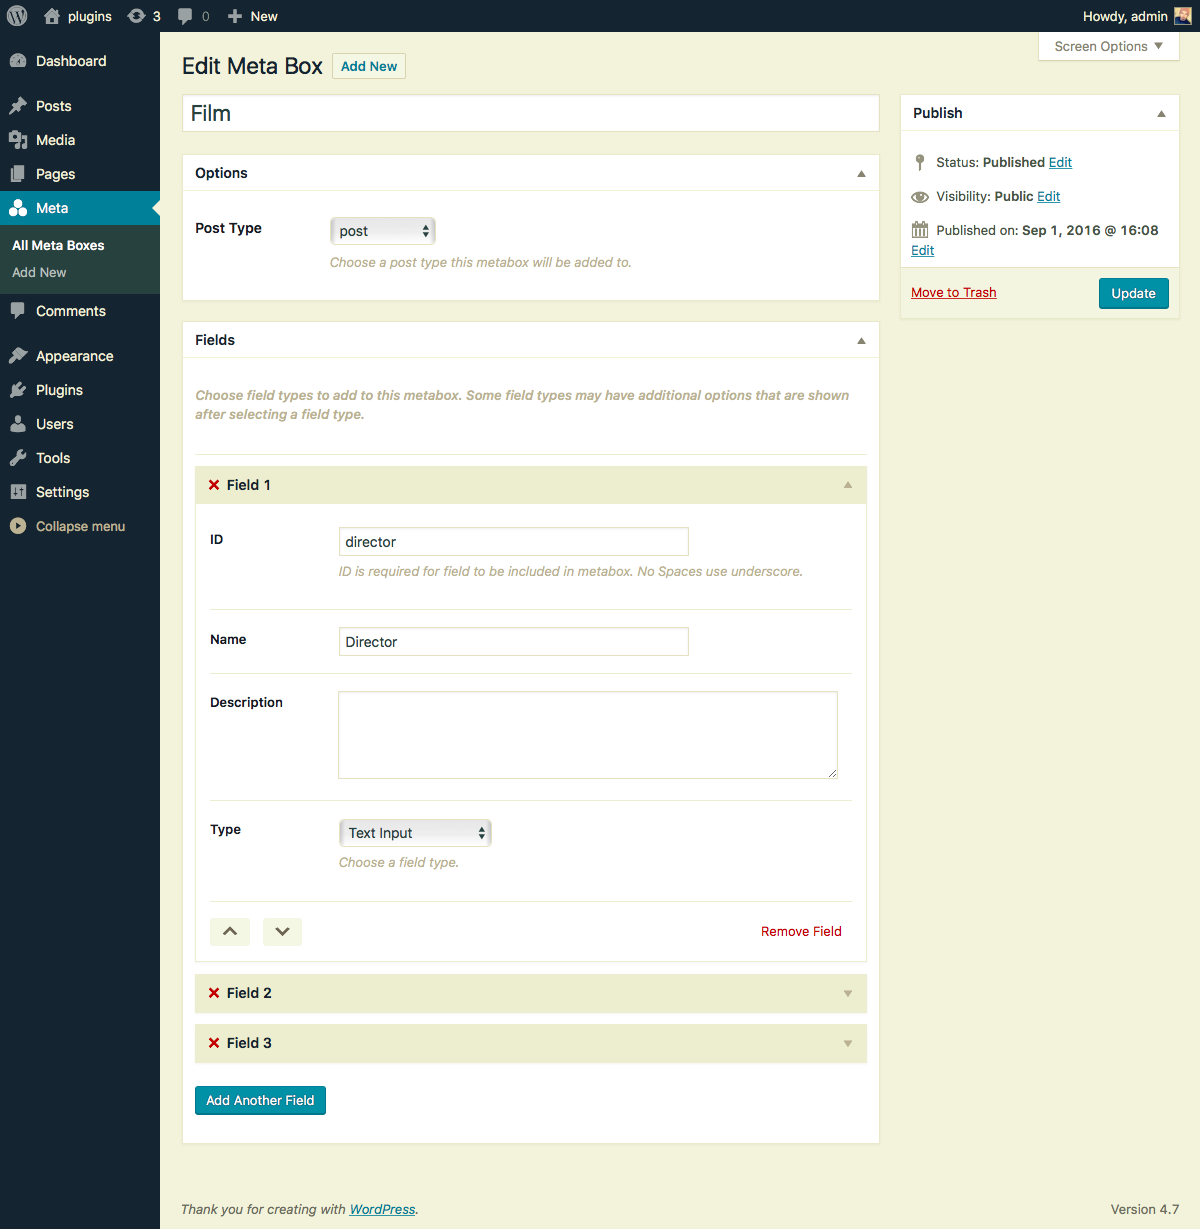 plugins 3 0 New Howdy, admin
Screen Options
Dashboard
Posts
Media
Pages
Meta
All Meta Boxes
Add New
Comments
Appearance
Plugins
Users
Tools
Settings
Collapse menu
Edit Meta Box Add New
Film
Options
Post Type post
Choose a post type this metabox will be added to.
Fields
Choose field types to add to this metabox. Some field types may have additional options that are shown
after selecting a field type.
Field 1
ID director
ID is required for field to be included in metabox. No Spaces use underscore.
Name Director
Description
Type Text Input
Choose a field type.
Remove Field
Field 2
Field 3
Add Another Field
Publish
Status: Published Edit
Visibility: Public Edit
Published on: Sep 1, 2016 @ 16:08
Edit
Move to Trash Update
Thank you for creating with WordPress. Version 4.7